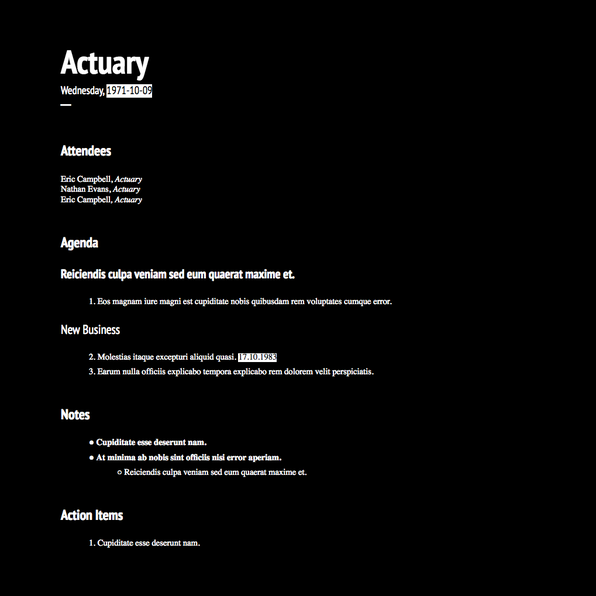 Actuary
Wednesday, 1971-10-09
Attendees
Eric Campbell, Actuary
Nathan Evans, Actuary
Eric Campbell, Actuary
Agenda
Reiciendis culpa veniam sed eum quaerat maxime et.
1. Eos magnam iure magni est cupiditate nobis quibusdam rem voluptates cumque error.
New Business
2. Molestias itaque excepturi aliquid quasi. 17.10.1983
3. Earum nulla officiis explicabo tempora explicabo rem dolorem velit perspiciatis.
Notes
● Cupiditate esse deserunt nam.
● At minima ab nobis sint officiis nisi error aperiam.
○ Reiciendis culpa veniam sed eum quaerat maxime et.
Action Items
1. Cupiditate esse deserunt nam.